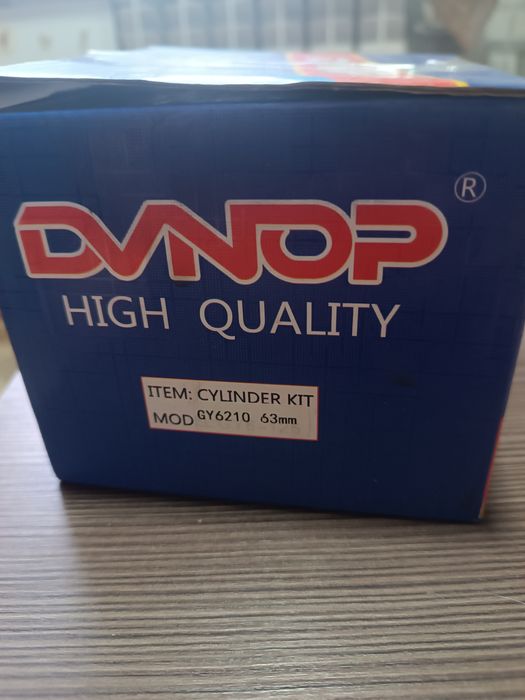 DVNOP ®
HIGH QUALITY
ITEM: CYLINDER KIT
MOD GY6210 63mm